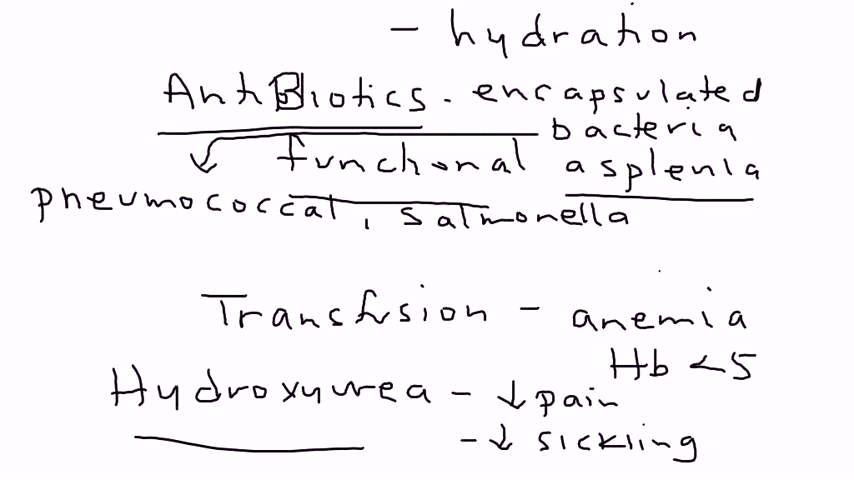 - hydration
AntiBiotics - encapsulated
bacteria
functional asplenia
pneumococcal, salmonella
Transfusion - anemia
Hb <5
Hydroxyurea - ↓ pain
- ↓ sickling